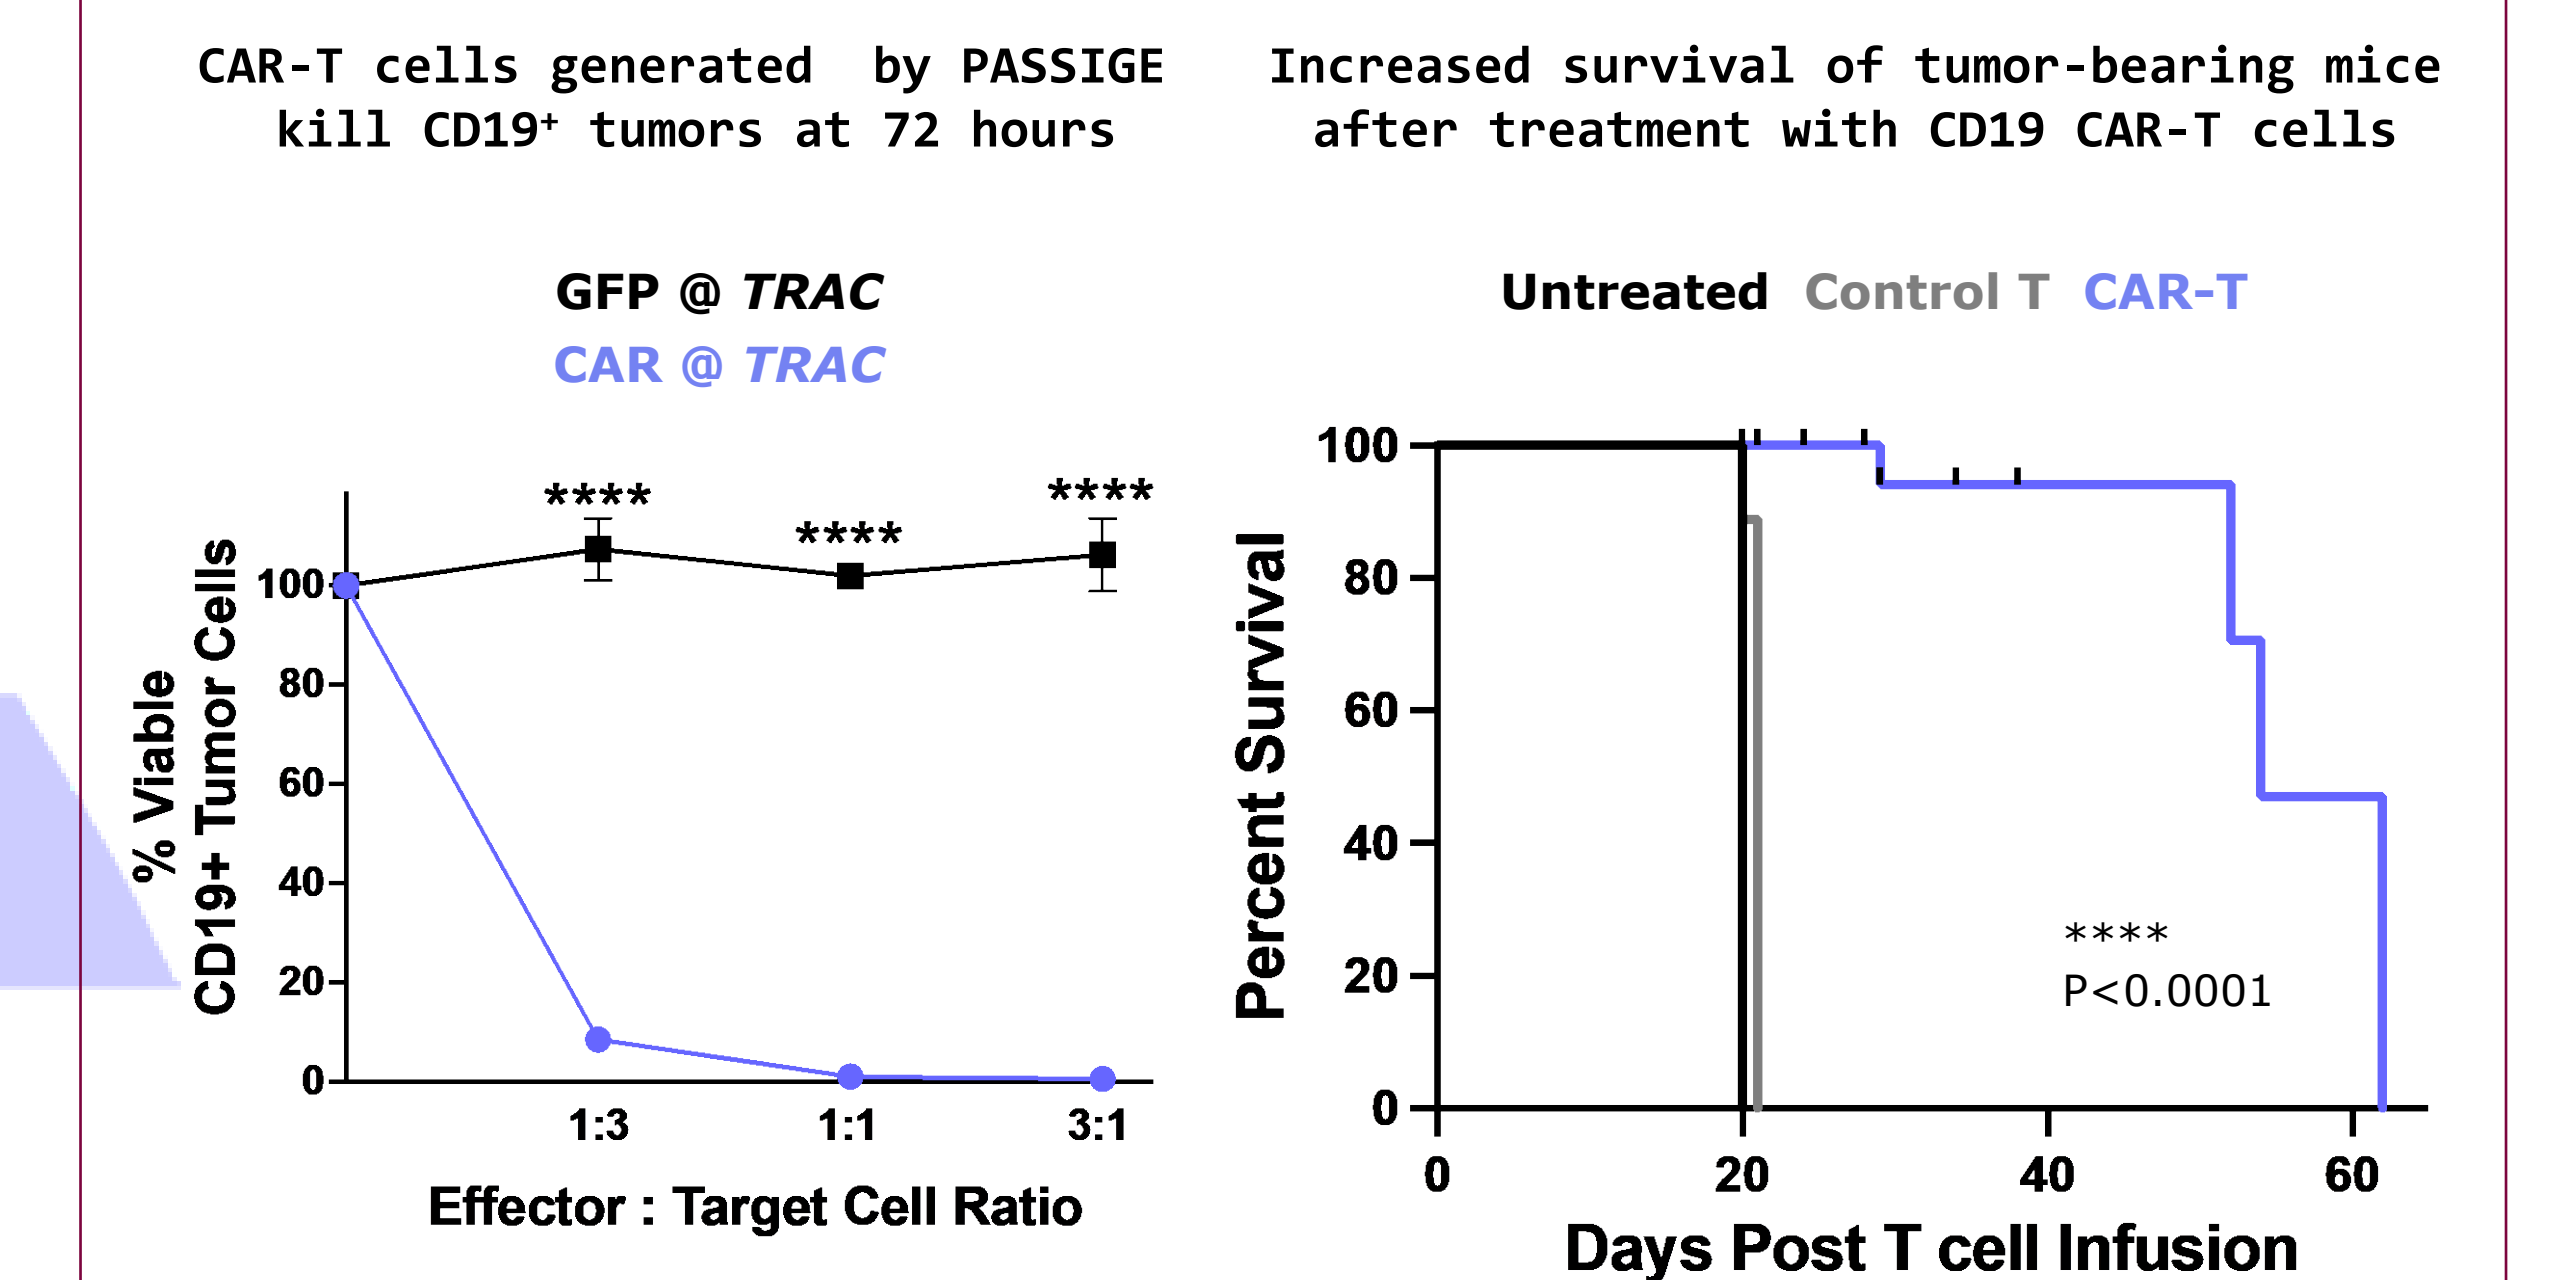 CAR-T cells generated  by PASSIGE
kill CD19⁺ tumors at 72 hours
GFP @ TRAC
CAR @ TRAC
% Viable
CD19+ Tumor Cells
100
80
60
40
20
0
****
****
****
1:3
1:1
3:1
Effector : Target Cell Ratio
Increased survival of tumor-bearing mice
after treatment with CD19 CAR-T cells
Untreated  Control T  CAR-T
Percent Survival
100
80
60
40
20
0
****
P<0.0001
0
20
40
60
Days Post T cell Infusion